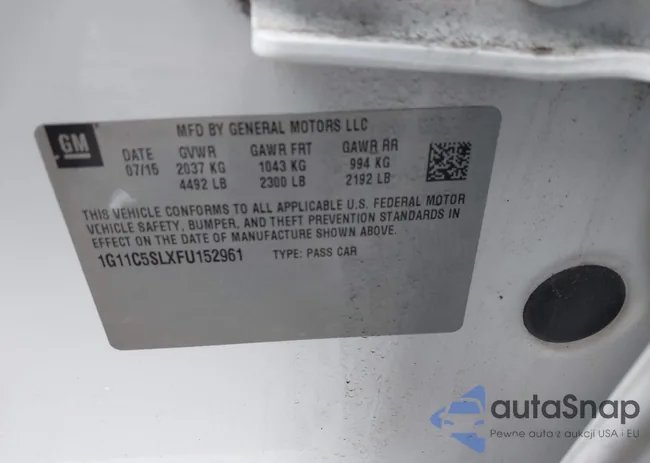 GM
MFD BY GENERAL MOTORS LLC
DATE GVWR GAWR FRT GAWR RR
07/15 2037 KG 1043 KG 994 KG
4492 LB 2300 LB 2192 LB
THIS VEHICLE CONFORMS TO ALL APPLICABLE U.S. FEDERAL MOTOR
VEHICLE SAFETY, BUMPER, AND THEFT PREVENTION STANDARDS IN
EFFECT ON THE DATE OF MANUFACTURE SHOWN ABOVE.
1G11C5SLXFU152961 TYPE: PASS CAR
autaSnap
Pewne auta z aukcji USA i EU